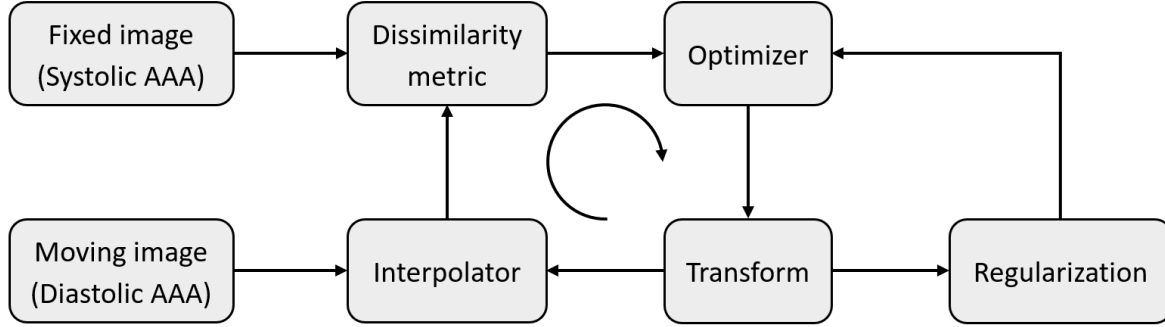 Fixed image
(Systolic AAA)
Dissimilarity
metric
Optimizer
Moving image
(Diastolic AAA)
Interpolator
Transform
Regularization